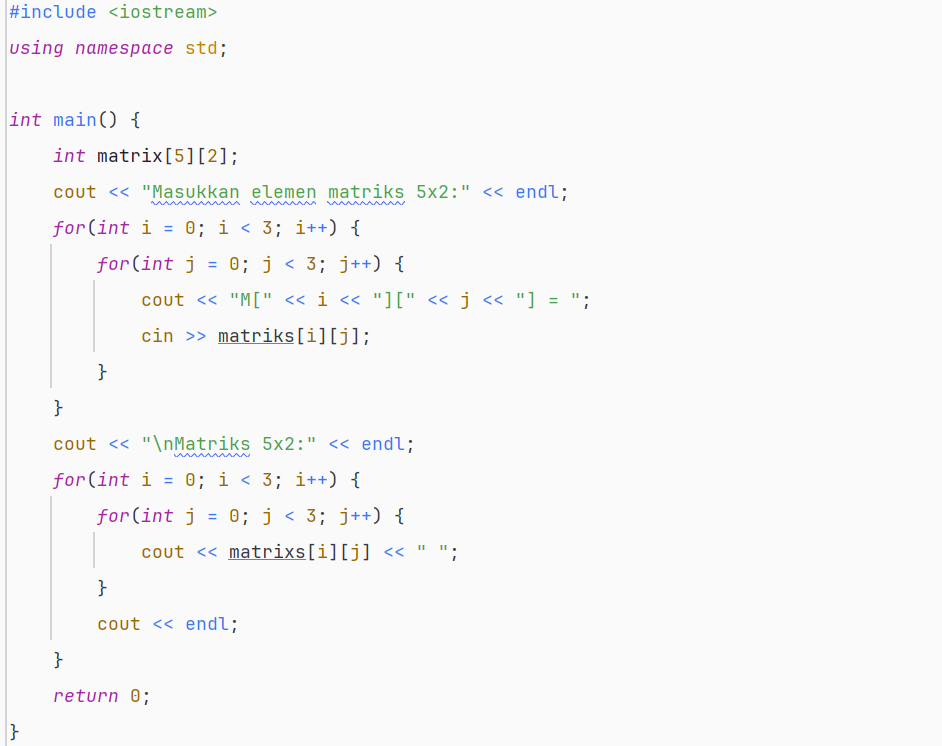 #include <iostream>
using namespace std;
int main() {
int matrix[5][2];
cout << "Masukkan elemen matriks 5x2:" << endl;
for(int i = 0; i < 3; i++) {
for(int j = 0; j < 3; j++) {
cout << "M[" << i << "][" << j << "] = ";
cin >> matriks[i][j];
}
}
cout << "\nMatriks 5x2:" << endl;
for(int i = 0; i < 3; i++) {
for(int j = 0; j < 3; j++) {
cout << matrixs[i][j] << " ";
}
cout << endl;
}
return 0;
}